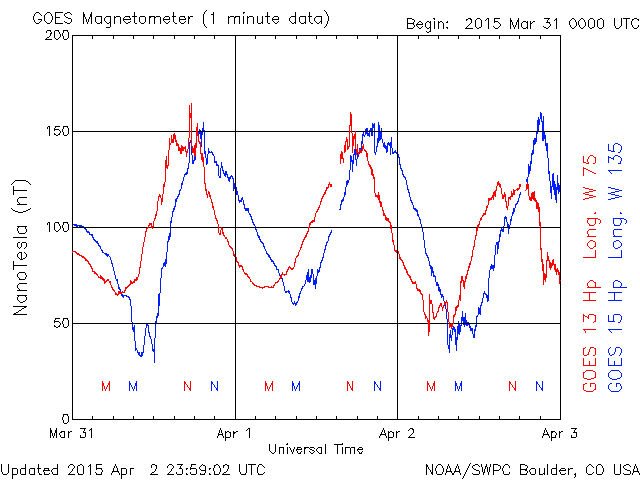 GOES Magnetometer (1 minute data)
Begin: 2015 Mar 31 0000 UTC
200
150
100
50
0
NanoTesla (nT)
M M N N M M N N M M N N
Mar 31 Apr 1 Apr 2 Apr 3
Universal Time
GOES 13 Hp Long. W 75
GOES 15 Hp Long. W 135
Updated 2015 Apr 2 23:59:02 UTC
NOAA/SWPC Boulder, CO USA